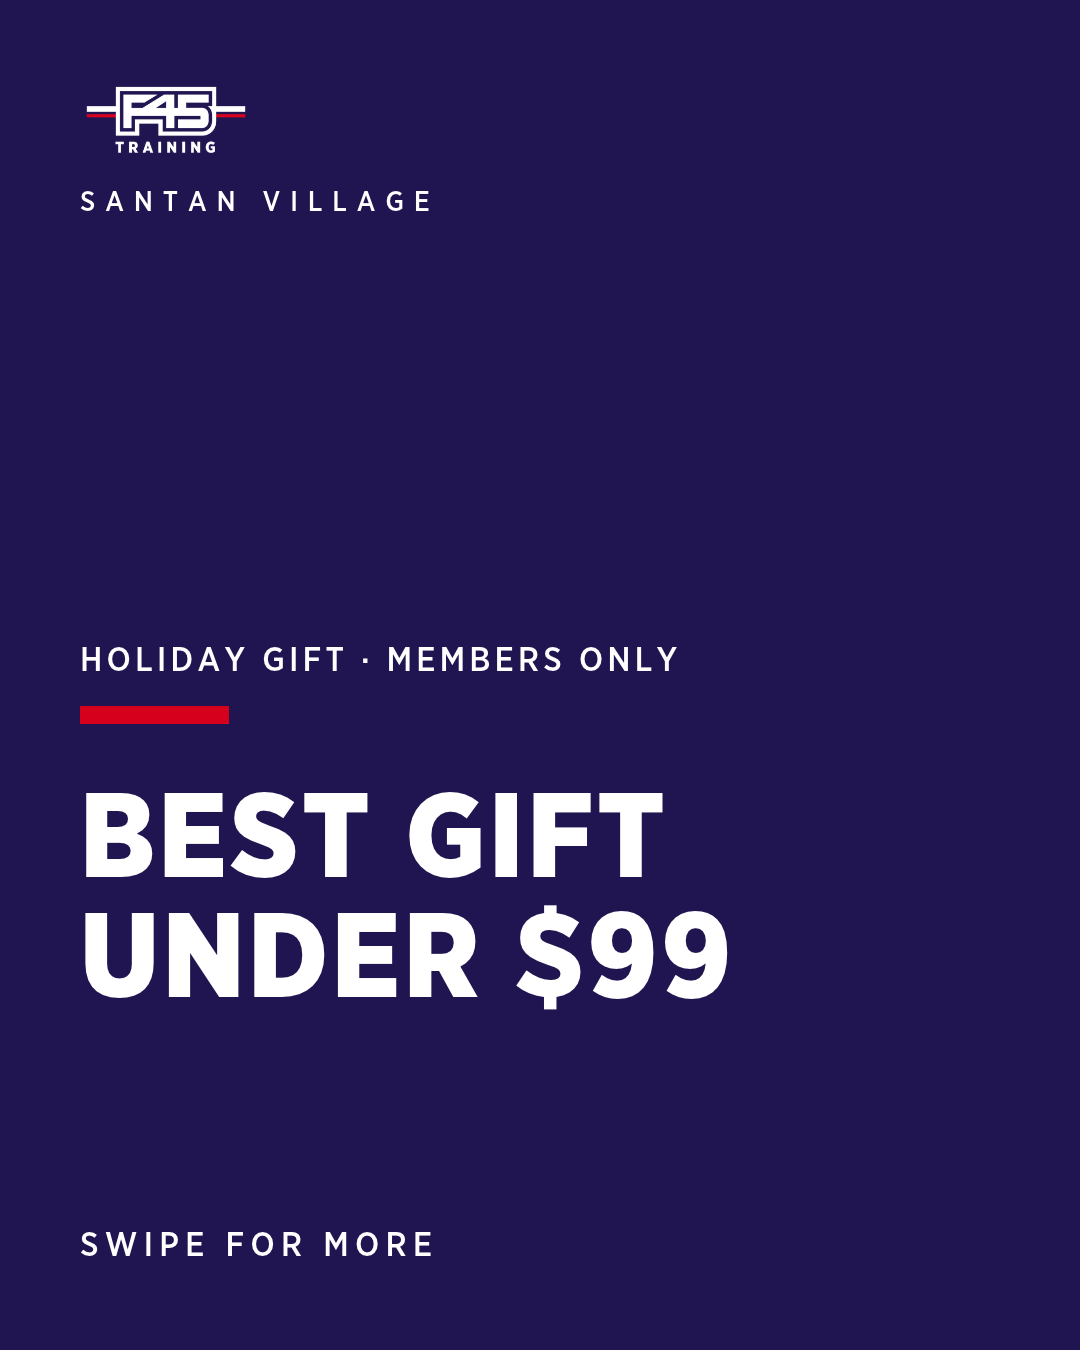 F45
TRAINING
SANTAN VILLAGE
HOLIDAY GIFT · MEMBERS ONLY
BEST GIFT
UNDER $99
SWIPE FOR MORE